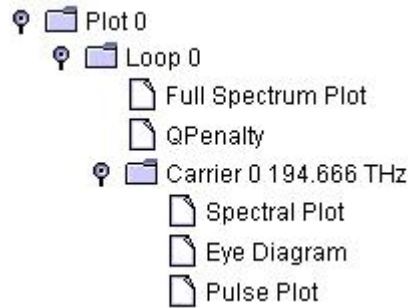 Plot 0
Loop 0
Full Spectrum Plot
QPenalty
Carrier 0 194.666 THz
Spectral Plot
Eye Diagram
Pulse Plot